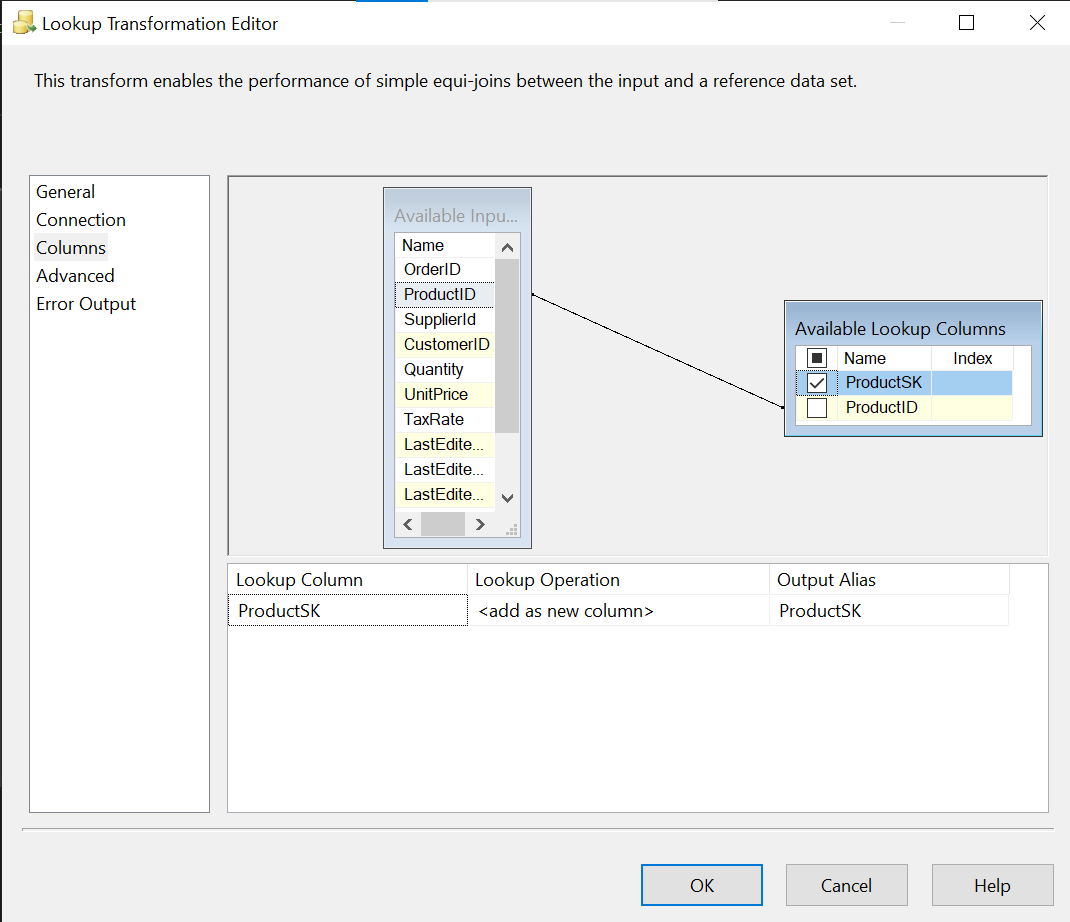 Lookup Transformation Editor
This transform enables the performance of simple equi-joins between the input and a reference data set.
General
Connection
Columns
Advanced
Error Output
Available Inpu...
Name
OrderID
ProductID
SupplierId
CustomerID
Quantity
UnitPrice
TaxRate
LastEdite...
LastEdite...
LastEdite...
Available Lookup Columns
Name Index
ProductSK
ProductID
Lookup Column Lookup Operation Output Alias
ProductSK <add as new column> ProductSK
OK Cancel Help